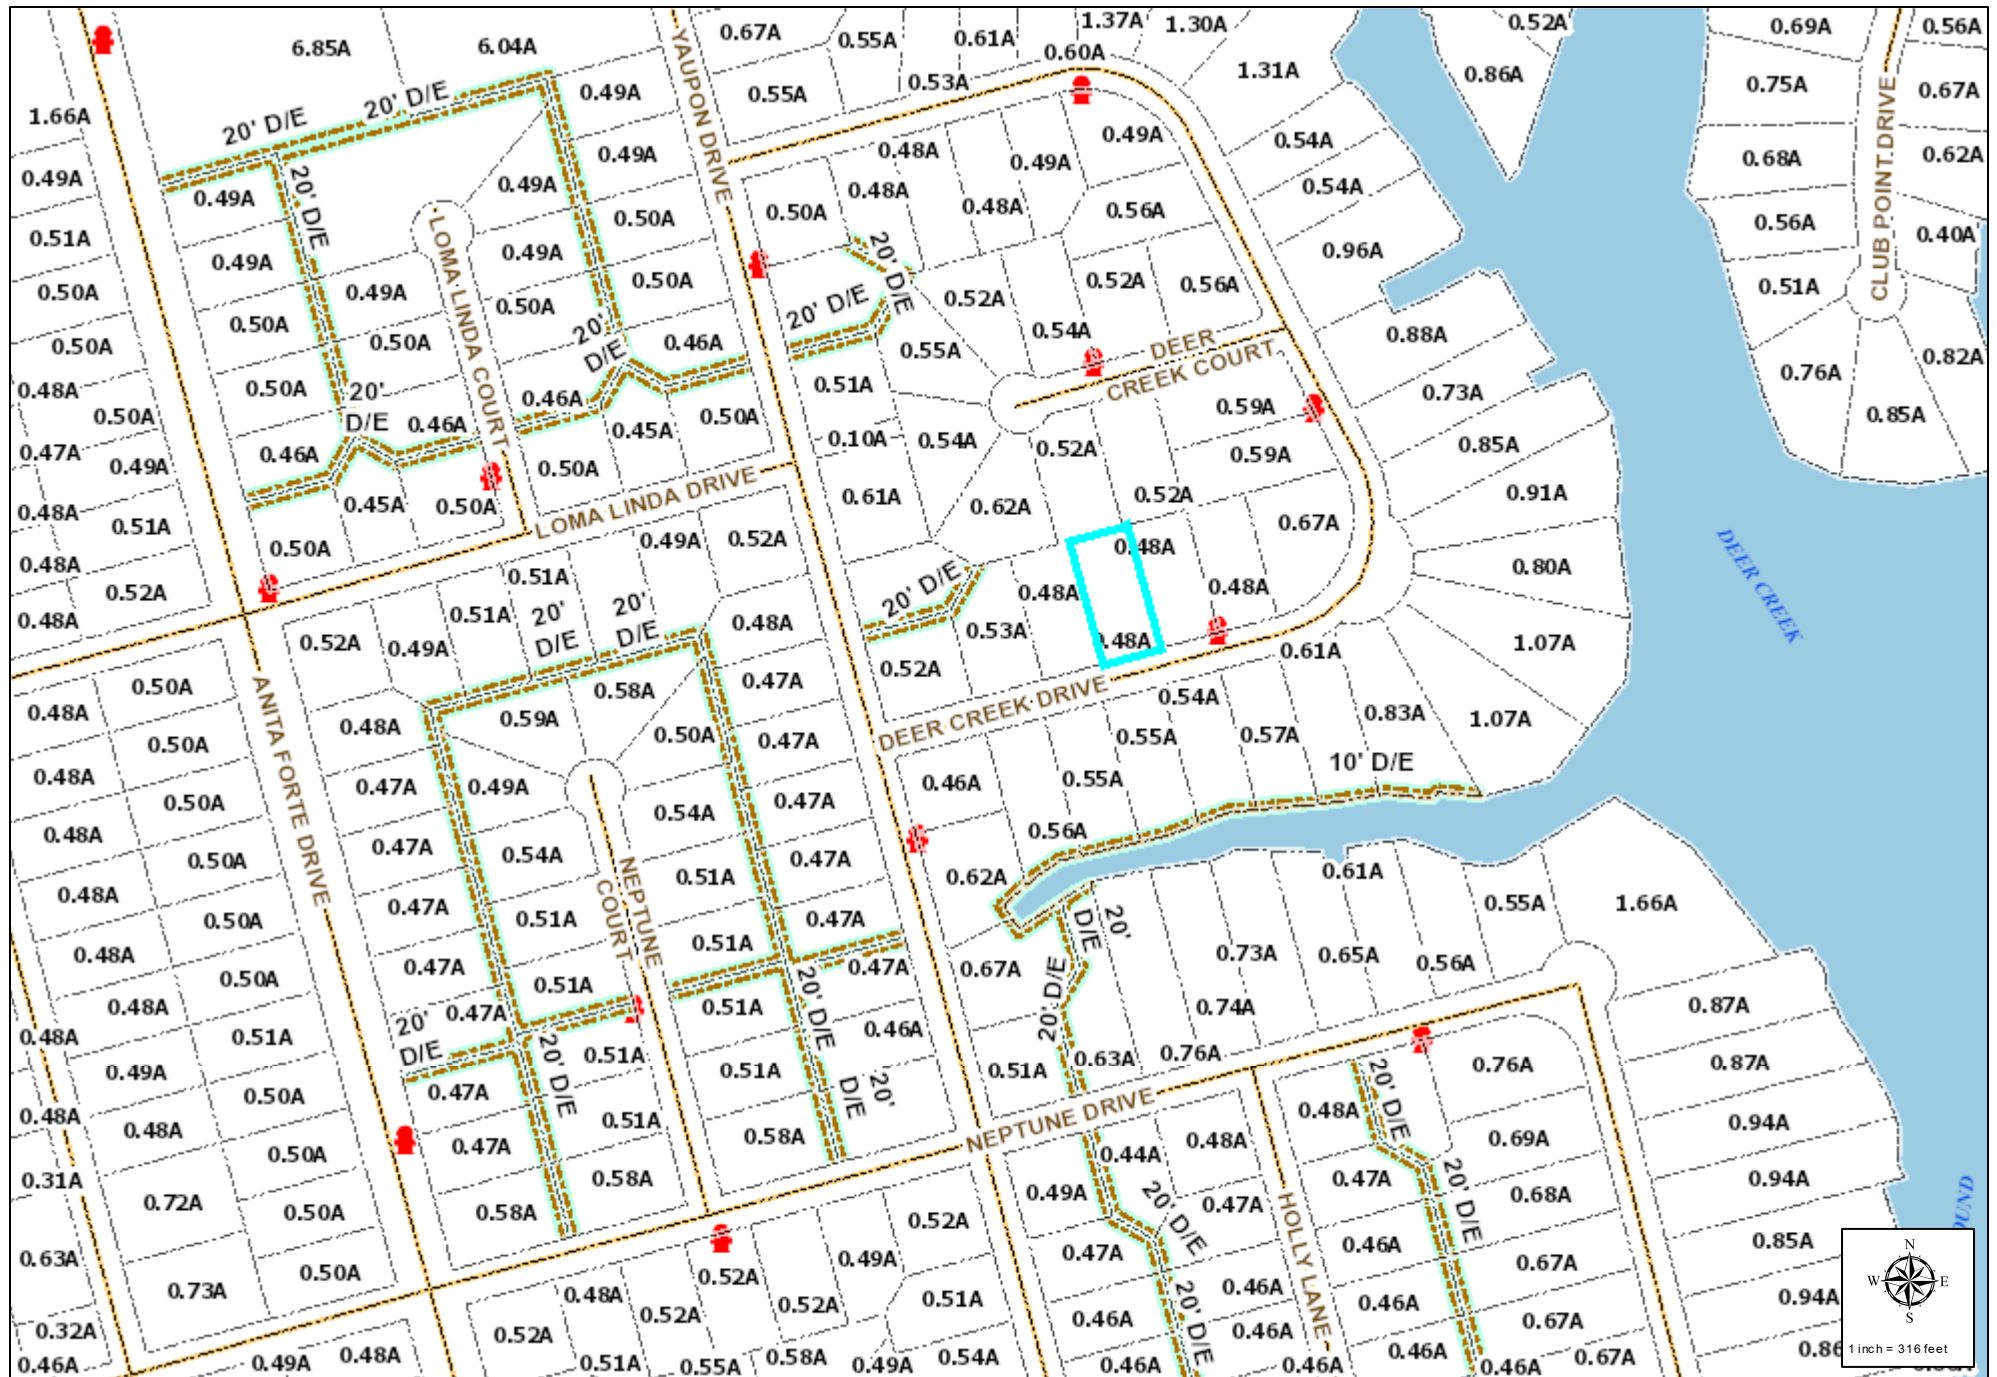 6.85A
6.04A
0.67A
0.55A
0.61A
1.37A
1.30A
0.52A
0.69A
0.56A
0.60A
1.31A
0.86A
0.75A
0.67A
0.49A
0.55A
0.53A
YAUPON DRIVE
CLUB POINT DRIVE
1.66A
20' D/E
20' D/E
0.49A
0.48A
0.49A
0.49A
0.54A
0.68A
0.62A
0.49A
0.49A
20' D/E
0.49A
0.48A
0.48A
0.54A
0.51A
0.50A
0.50A
0.56A
0.56A
0.40A
0.49A
0.49A
LOMA LINDA COURT
20' D/E
0.96A
0.50A
0.49A
0.50A
0.50A
0.52A
0.52A
0.56A
0.51A
0.50A
0.50A
0.50A
20'
D/E
0.46A
20' D/E
0.54A
DEER
CREEK COURT
0.88A
0.82A
0.55A
0.48A
0.50A
0.50A
20'
D/E
0.46A
0.46A
0.45A
0.50A
0.51A
0.59A
0.73A
0.76A
0.85A
0.47A
0.49A
0.46A
0.10A
0.54A
0.52A
0.59A
0.85A
0.50A
0.48A
0.51A
0.45A
0.50A
LOMA LINDA DRIVE
0.61A
0.62A
0.52A
0.67A
0.91A
0.50A
0.48A
0.52A
0.49A
0.52A
0.48A
0.80A
DEER CREEK
0.51A
0.48A
0.51A
20'
D/E
20'
D/E
20' D/E
0.48A
0.48A
0.52A
0.49A
0.48A
0.53A
0.48A
0.61A
1.07A
0.50A
0.48A
ANITA FORTE DRIVE
0.58A
0.47A
0.52A
DEER CREEK DRIVE
0.54A
0.48A
0.59A
0.50A
0.47A
0.55A
0.57A
0.83A
1.07A
0.50A
0.48A
0.47A
0.49A
0.46A
0.55A
10' D/E
0.50A
0.48A
0.54A
0.47A
0.56A
0.47A
0.54A
NEPTUNE
COURT
0.47A
0.50A
0.48A
0.51A
0.62A
0.61A
0.47A
0.51A
0.47A
0.55A
1.66A
0.50A
0.48A
0.51A
20'
D/E
0.47A
0.51A
0.47A
0.67A
20' D/E
0.73A
0.65A
0.56A
0.50A
0.48A
20'
D/E
0.47A
0.51A
20' D/E
0.74A
0.87A
0.48A
0.51A
20' D/E
0.51A
0.46A
0.63A
0.76A
0.49A
0.51A
0.51A
0.76A
0.87A
0.50A
0.47A
20'
D/E
NEPTUNE DRIVE
0.48A
20' D/E
0.48A
0.48A
0.51A
0.58A
0.44A
0.48A
0.69A
0.94A
0.50A
0.47A
0.31A
0.72A
0.58A
0.49A
20' D/E
0.47A
0.47A
20' D/E
0.68A
0.94A
0.50A
0.58A
0.52A
OUND
0.63A
0.49A
0.47A
HOLLY LANE
0.46A
0.67A
0.85A
0.73A
0.50A
0.48A
0.52A
0.52A
0.52A
0.51A
20' D/E
0.46A
0.46A
0.94A
0.32A
0.52A
0.46A
0.46A
0.67A
0.46A
0.49A
0.48A
0.51A
0.55A
0.58A
0.49A
0.54A
0.46A
0.46A
0.46A
0.46A
0.67A
0.86
N
W
E
S
1 inch = 316 feet